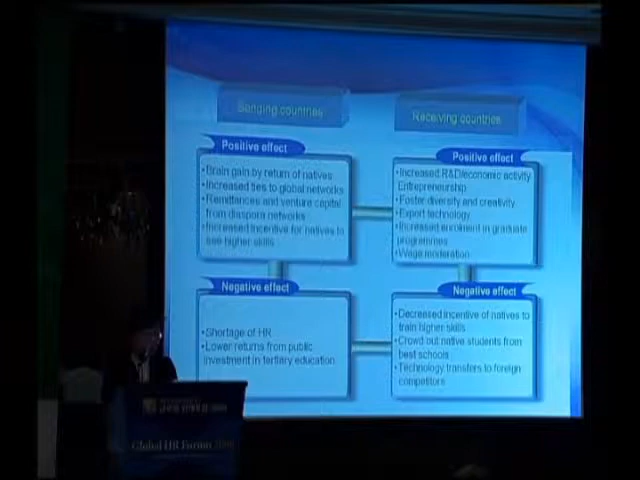 Sending countries
Receiving countries
Positive effect
Brain gain by return of natives
Increased ties to global networks
Remittances and venture capital
from diaspora networks
Increased incentive for natives to
see higher skills
Positive effect
Increased R&D/economic activity
Entrepreneurship
Foster diversity and creativity
Export technology
Increased enrolment in graduate
programmes
Wage moderation
Negative effect
Shortage of HR
Lower returns from public
investment in tertiary education
Negative effect
Decreased incentive of natives to
train higher skills
Crowd out native students from
best schools
Technology transfers to foreign
competitors
Global HR Forum